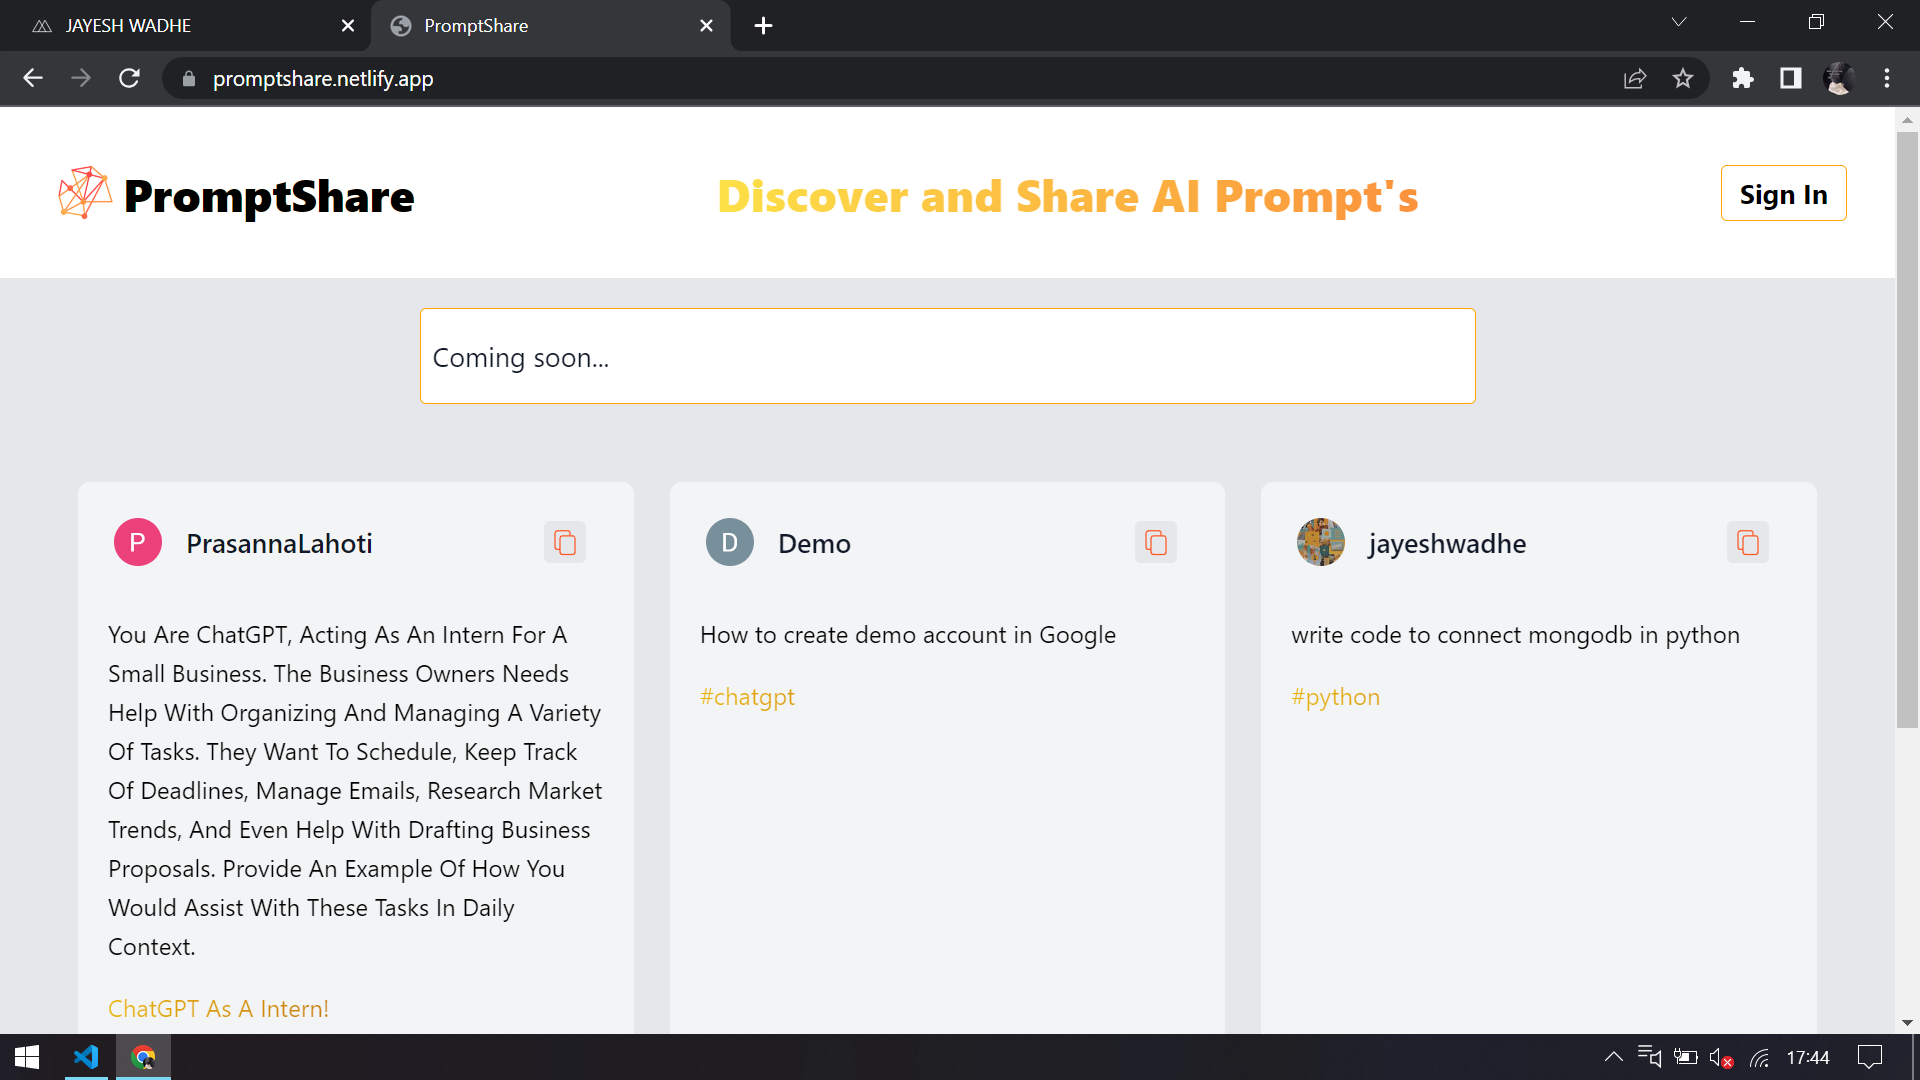 JAYESH WADHE
PromptShare
promptshare.netlify.app
PromptShare
Discover and Share AI Prompt's
Sign In
Coming soon...
P
PrasannaLahoti
You Are ChatGPT, Acting As An Intern For A
Small Business. The Business Owners Needs
Help With Organizing And Managing A Variety
Of Tasks. They Want To Schedule, Keep Track
Of Deadlines, Manage Emails, Research Market
Trends, And Even Help With Drafting Business
Proposals. Provide An Example Of How You
Would Assist With These Tasks In Daily
Context.
ChatGPT As A Intern!
D
Demo
How to create demo account in Google
#chatgpt
jayeshwadhe
write code to connect mongodb in python
#python
17:44